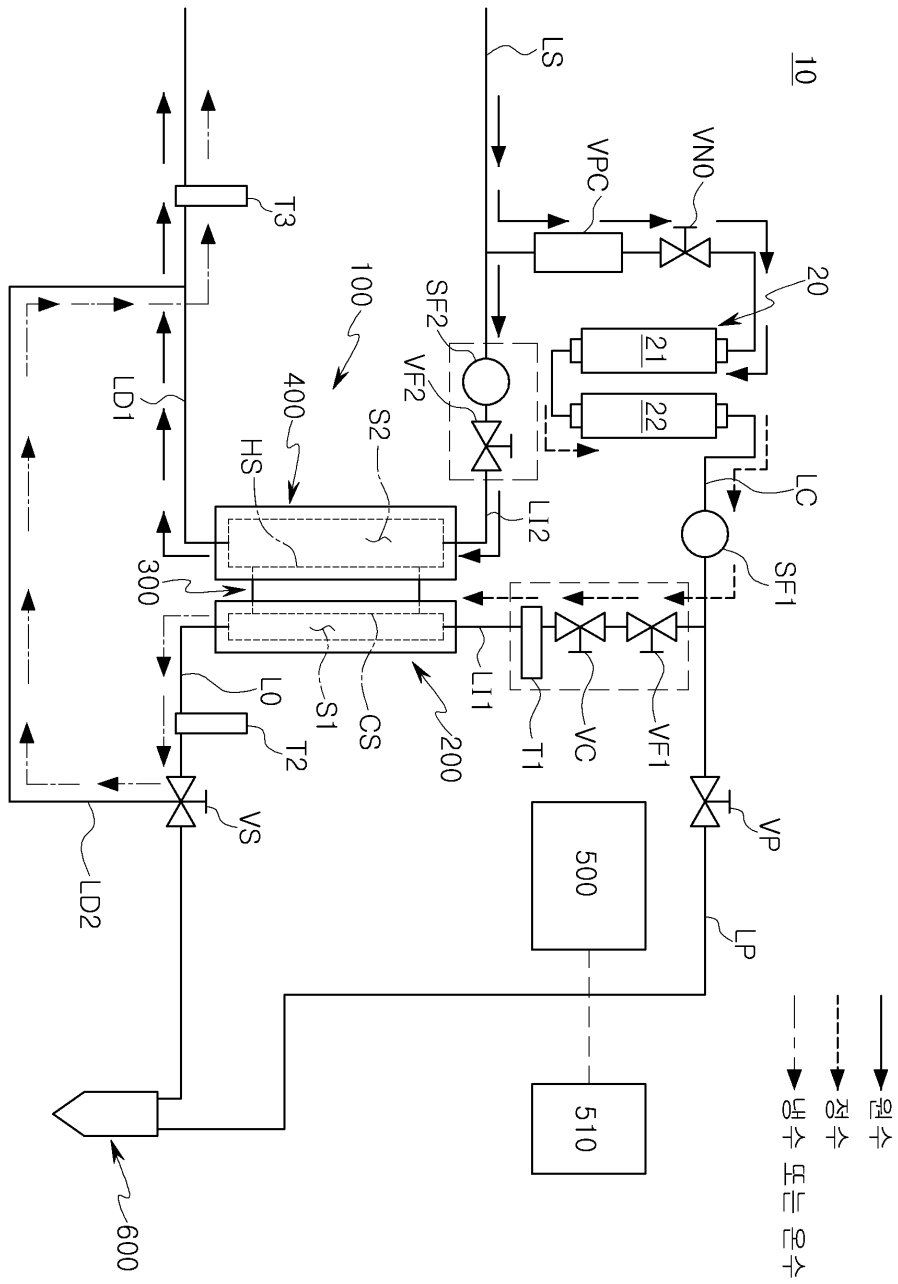 10
원수
정수
냉수 또는 온수
LS
VPC
VN0
20
21
22
LC
SF1
SF2
VF2
LI2
100
400
S2
HS
T3
LD1
300
LI1
T1
VC
VF1
VP
LP
L0
S1
CS
200
T2
VS
LD2
500
510
600